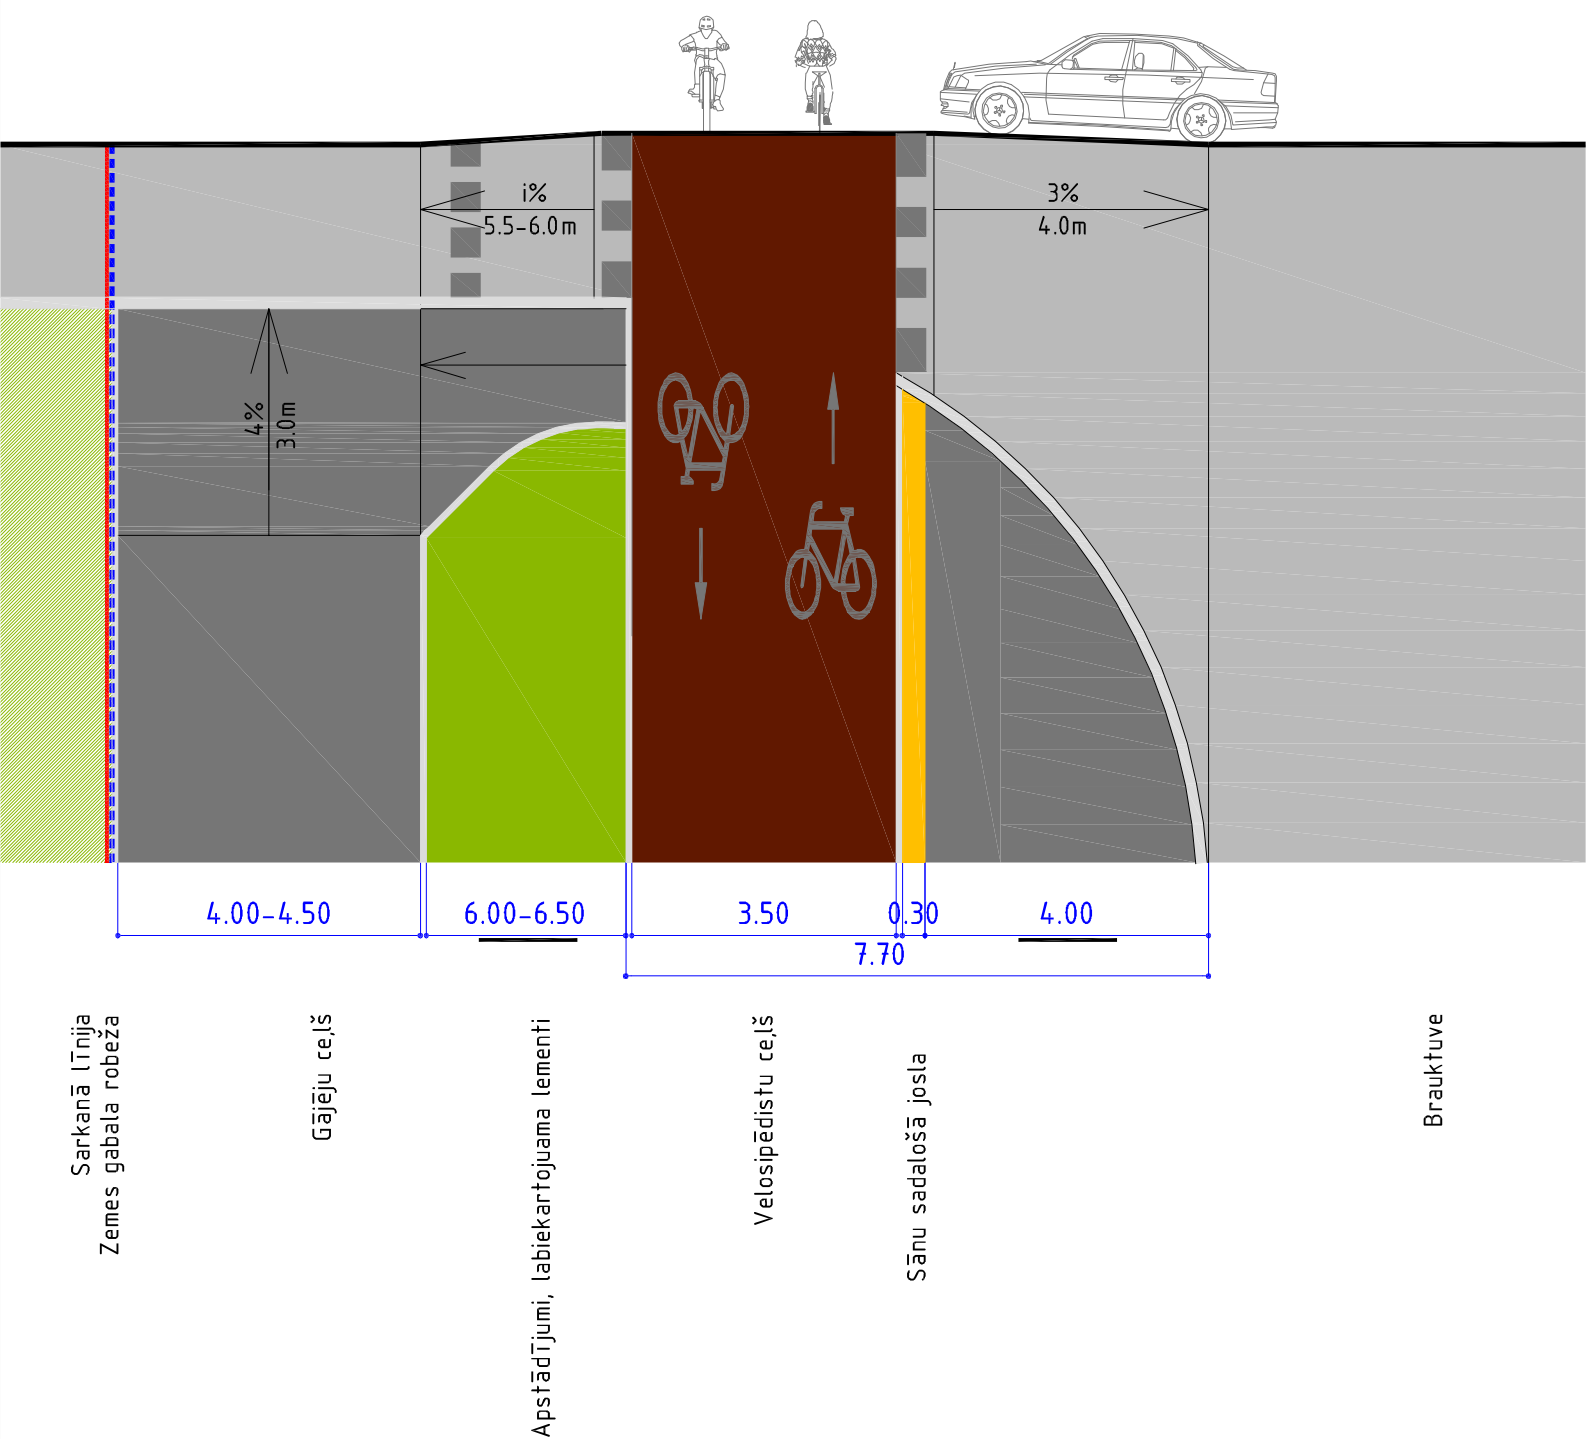 i%
5.5-6.0m
3%
4.0m
4%
3.0m
4.00-4.50
6.00-6.50
3.50
0.30
4.00
7.70
Sarkanā līnija
Zemes gabala robeža
Gājēju ceļš
Apstādījumi, labiekartojuama lementi
Velosipēdistu ceļš
Sānu sadalošā josla
Brauktuve